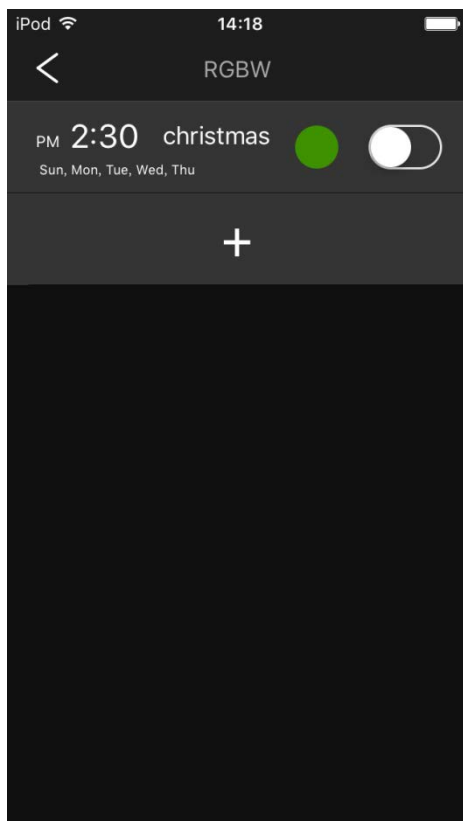 iPod 14:18
RGBW
PM 2:30 christmas
Sun, Mon, Tue, Wed, Thu
+